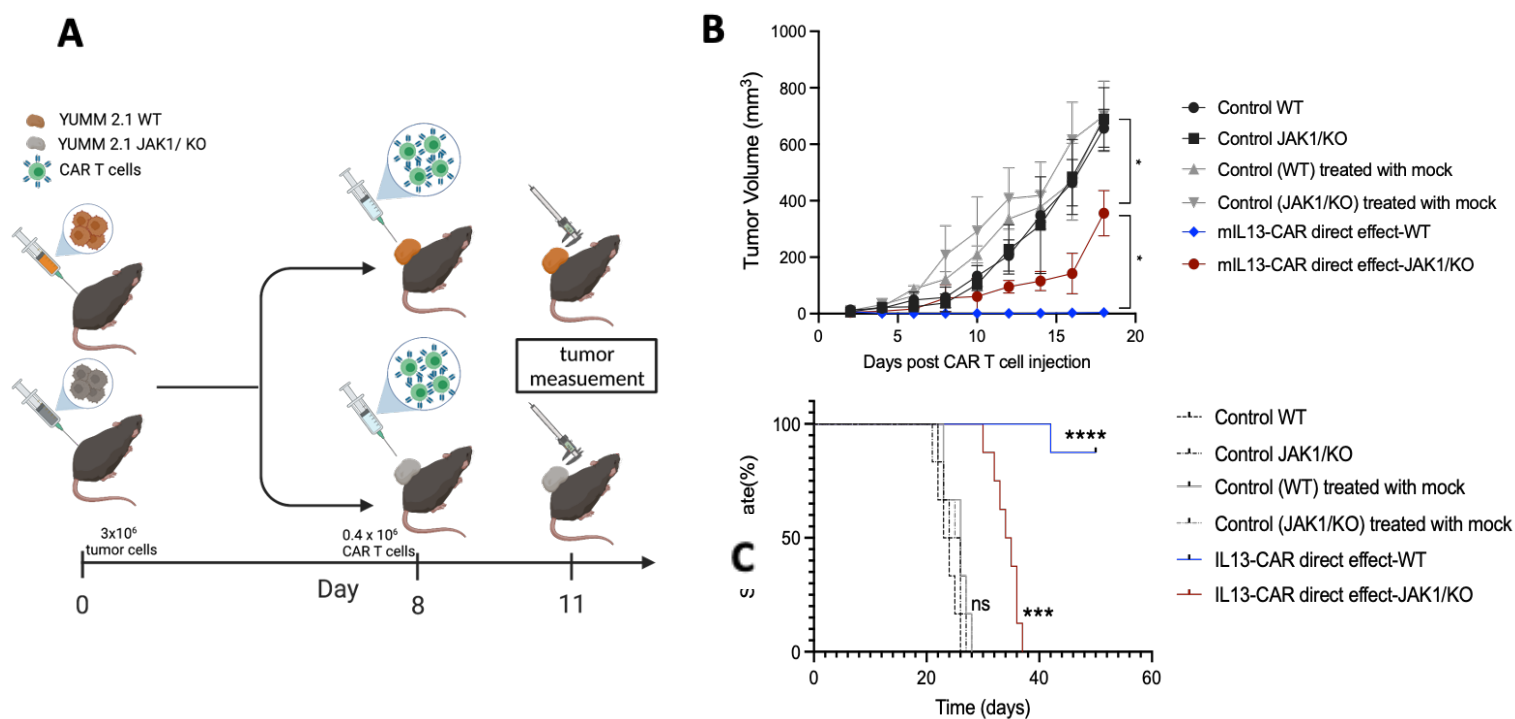 A
YUMM 2.1 WT
YUMM 2.1 JAK1/ KO
CAR T cells
tumor
measuement
3x10⁶
tumor cells
0.4 x 10⁶
CAR T cells
Day
0
8
11
B
1000
800
600
400
200
0
Tumor Volume (mm³)
0
5
10
15
20
Days post CAR T cell injection
*
*
Control WT
Control JAK1/KO
Control (WT) treated with mock
Control (JAK1/KO) treated with mock
mIL13-CAR direct effect-WT
mIL13-CAR direct effect-JAK1/KO
C
100
50
0
S
ate(%)
0
20
40
60
Time (days)
ns
***
****
Control WT
Control JAK1/KO
Control (WT) treated with mock
Control (JAK1/KO) treated with mock
IL13-CAR direct effect-WT
IL13-CAR direct effect-JAK1/KO